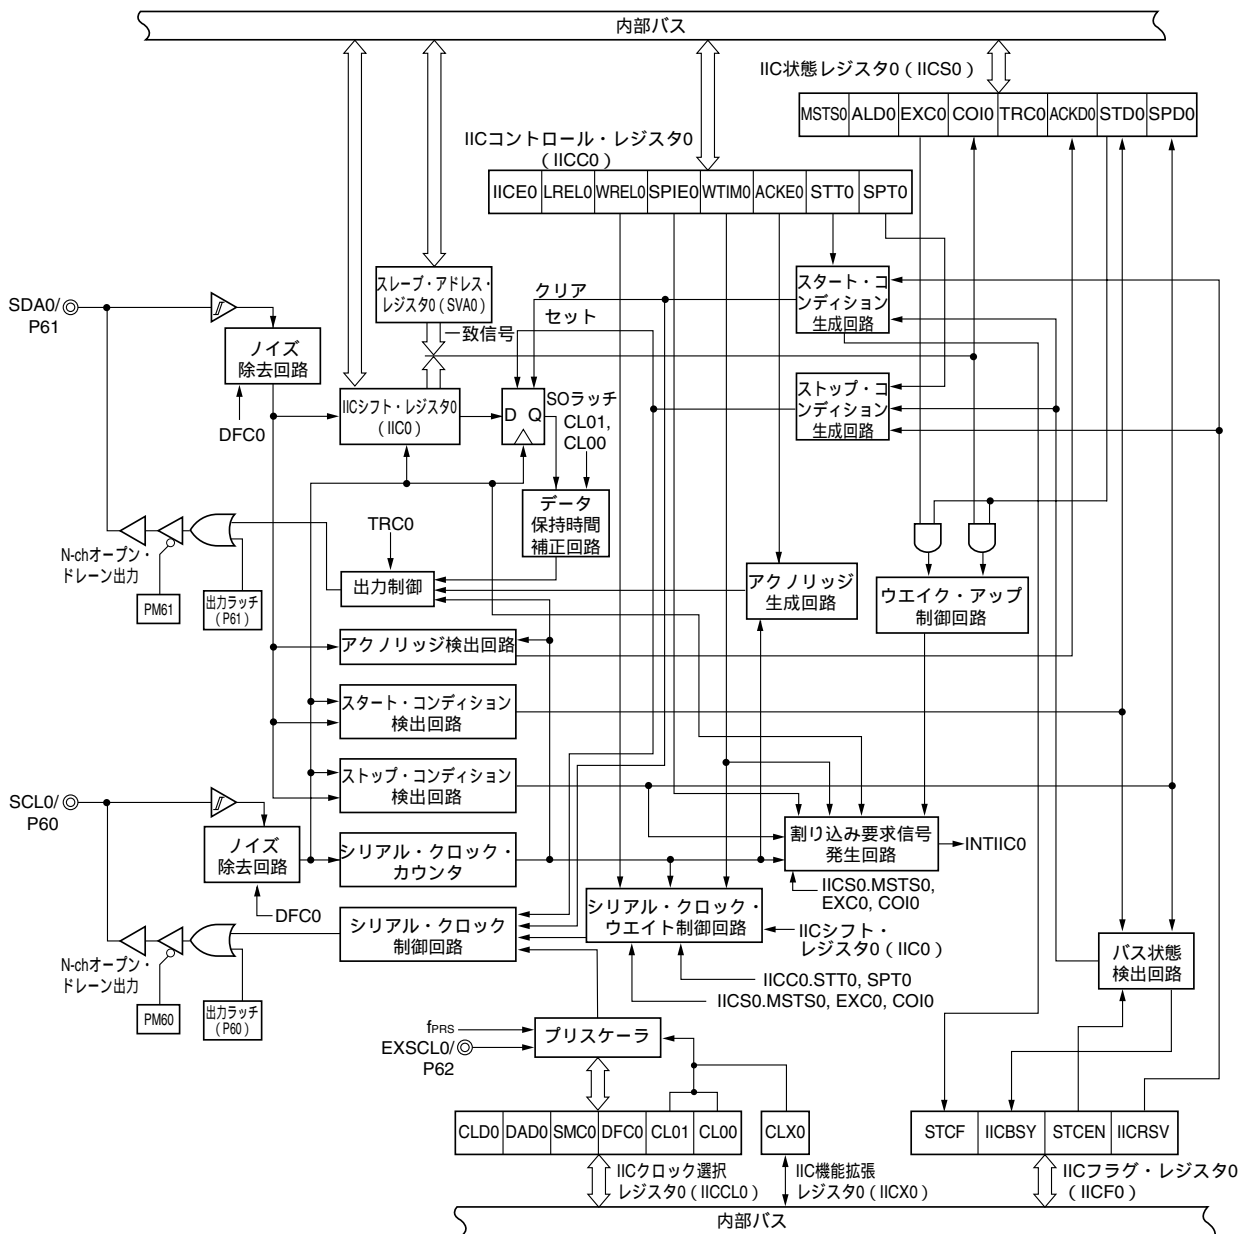 内部バス
IIC状態レジスタ0（IICS0）
MSTS0 ALD0 EXC0 COI0 TRC0 ACKD0 STD0 SPD0
IICコントロール・レジスタ0
（IICC0）
IICE0 LREL0 WREL0 SPIE0 WTIM0 ACKE0 STT0 SPT0
スレーブ・アドレス・
レジスタ0（SVA0）
クリア
セット
スタート・コ
ンディション
生成回路
SDA0/
P61
ノイズ
除去回路
一致信号
DFC0
IICシフト・レジスタ0
（IIC0）
D Q
SOラッチ
CL01,
CL00
ストップ・コ
ンディション
生成回路
データ
保持時間
補正回路
TRC0
N-chオープン・
ドレーン出力
PM61
出力ラッチ
（P61）
出力制御
アクノリッジ
生成回路
ウエイク・アップ
制御回路
アクノリッジ検出回路
スタート・コンディション
検出回路
ストップ・コンディション
検出回路
SCL0/
P60
ノイズ
除去回路
DFC0
シリアル・クロック・
カウンタ
割り込み要求信号
発生回路
INTIIC0
IICS0.MSTS0,
EXC0, COI0
シリアル・クロック
制御回路
シリアル・クロック・
ウエイト制御回路
IICシフト・
レジスタ0（IIC0）
IICC0.STT0, SPT0
IICS0.MSTS0, EXC0, COI0
バス状態
検出回路
N-chオープン・
ドレーン出力
PM60
出力ラッチ
（P60）
fPRS
EXSCL0/
P62
プリスケーラ
CLD0 DAD0 SMC0 DFC0 CL01 CL00
CLX0
STCF IICBSY STCEN IICRSV
IICクロック選択
レジスタ0（IICCL0）
IIC機能拡張
レジスタ0（IICX0）
IICフラグ・レジスタ0
（IICF0）
内部バス